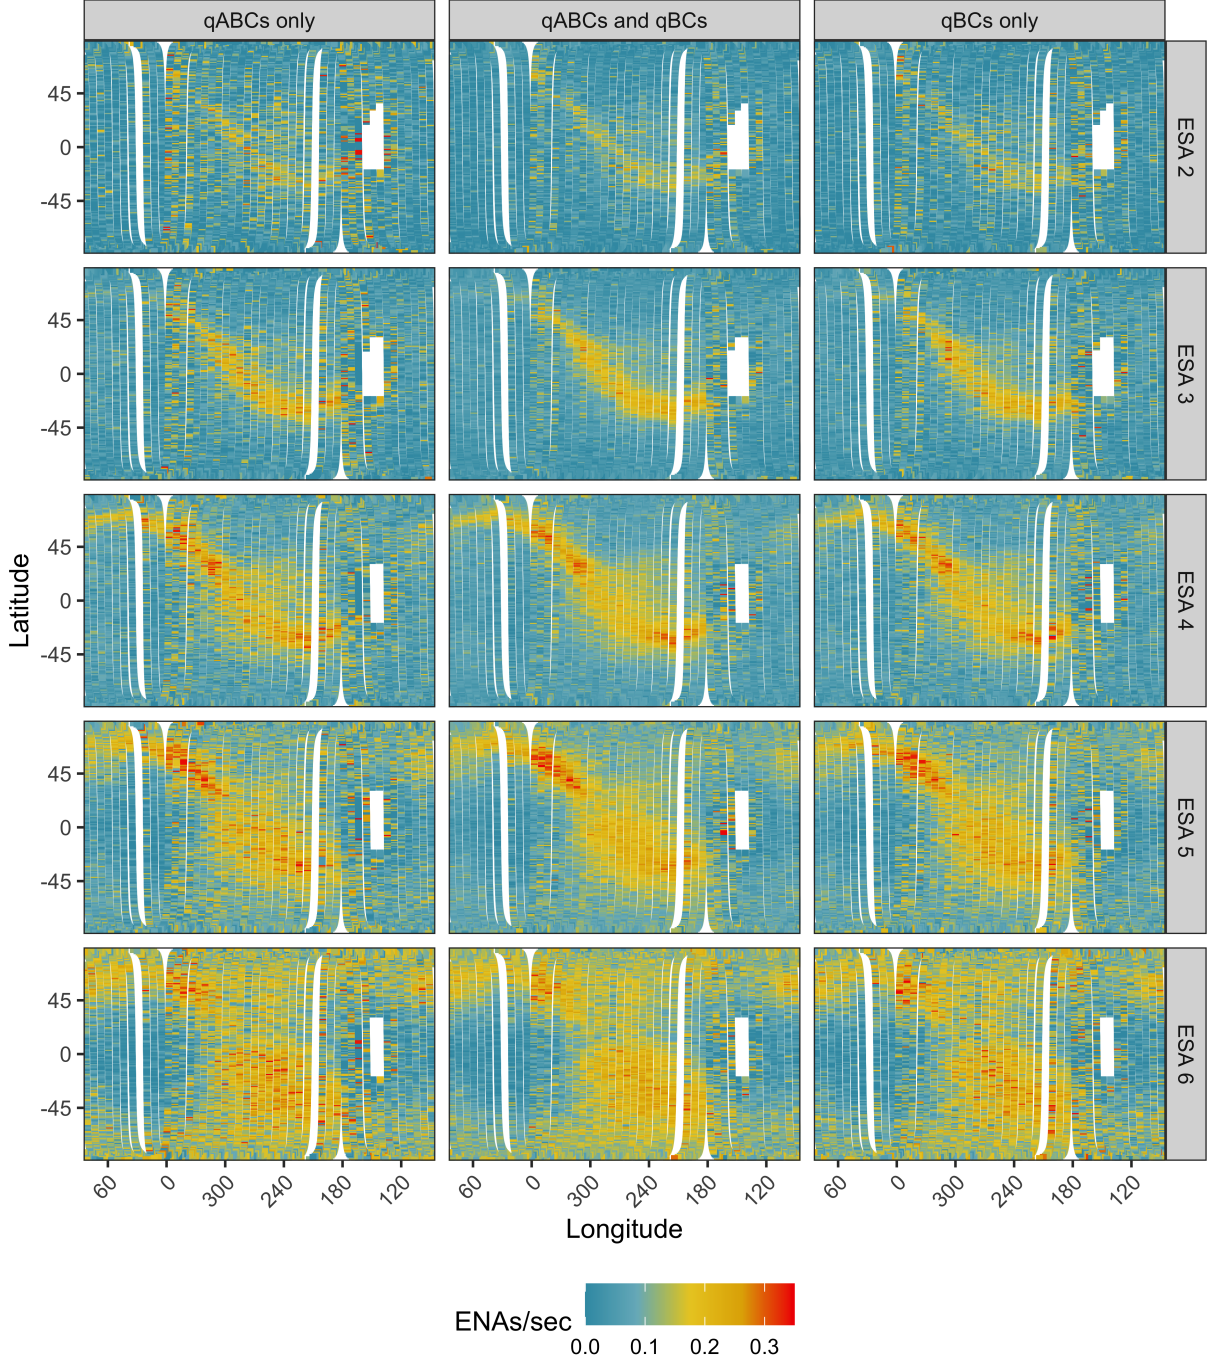 qABCs only qABCs and qBCs qBCs only
45
0
-45
ESA 2
45
0
-45
ESA 3
45
0
-45
ESA 4
45
0
-45
ESA 5
45
0
-45
ESA 6
Latitude
60 0 300 240 180 120 60 0 300 240 180 120 60 0 300 240 180 120
Longitude
ENAs/sec
0.0 0.1 0.2 0.3